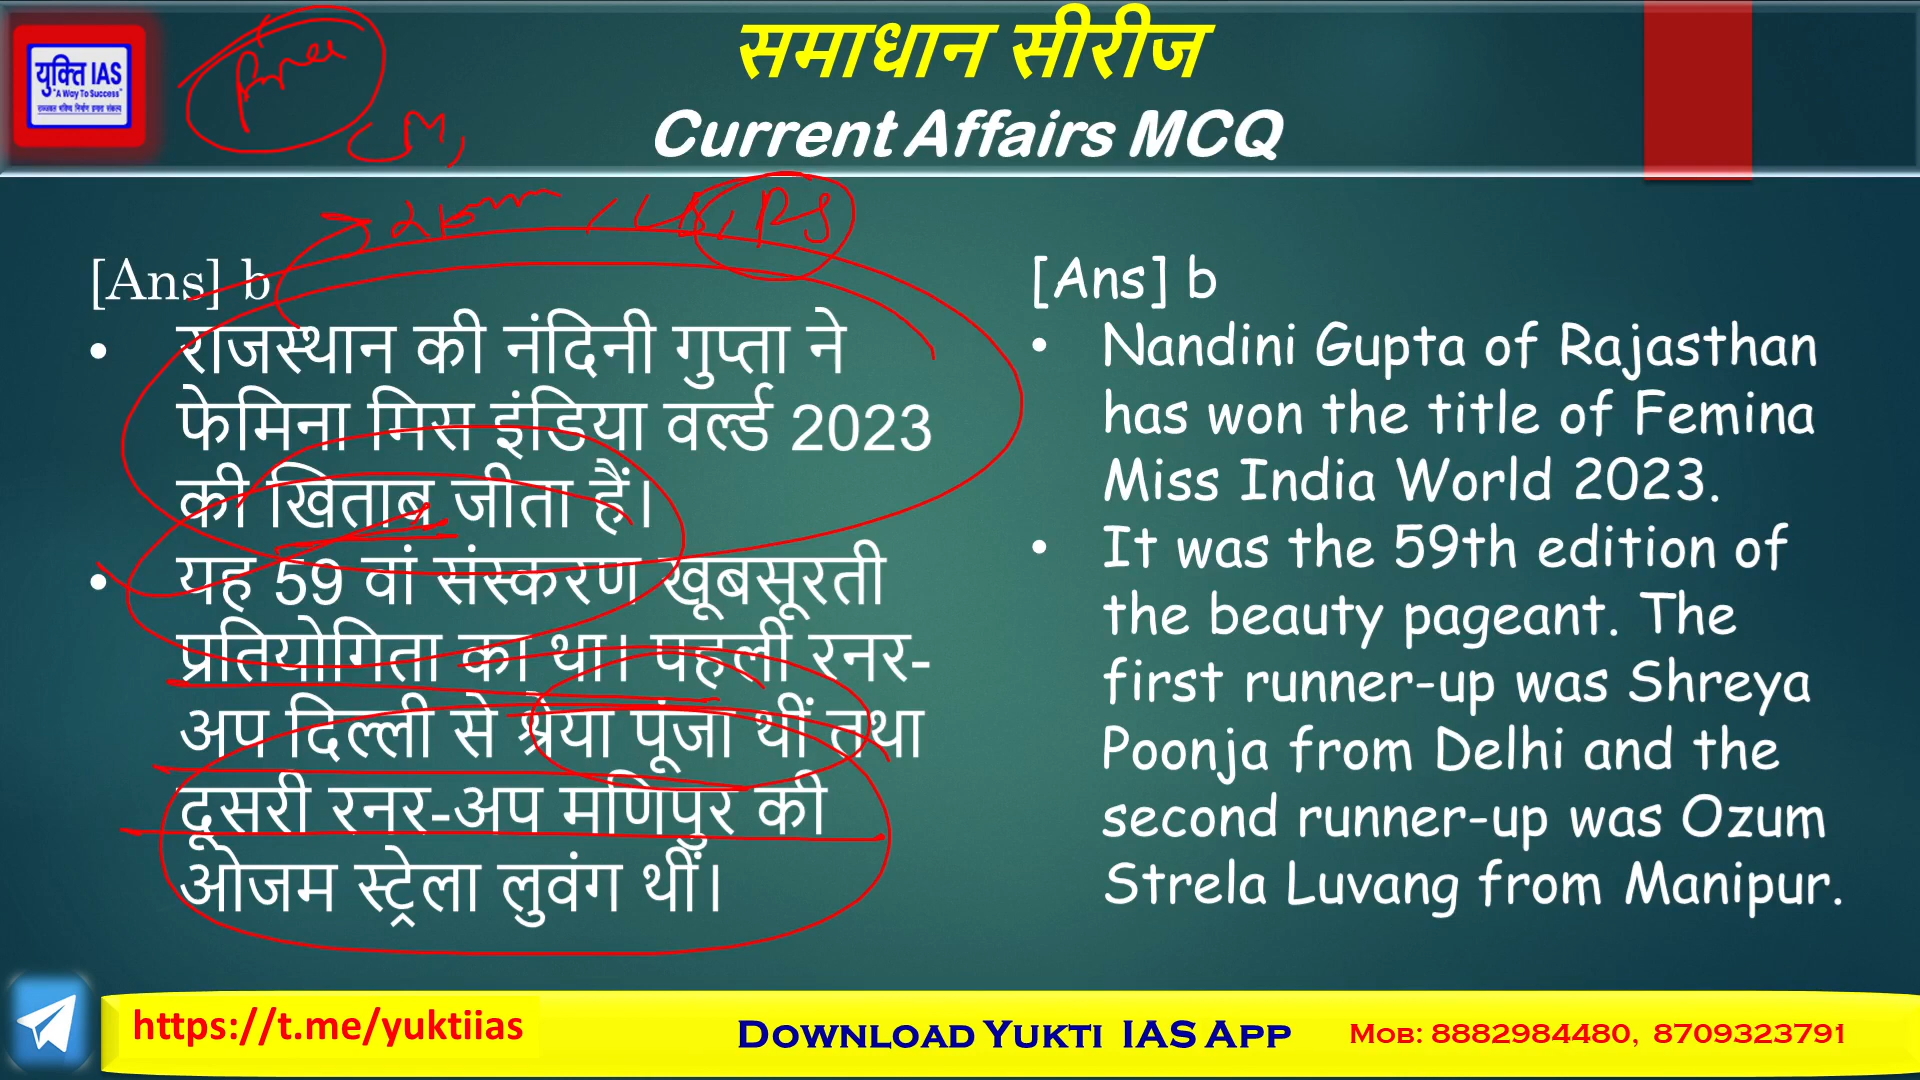 युक्ति IAS
"A Way To Success"
समाधान सीरीज
Current Affairs MCQ
[Ans] b
• राजस्थान की नंदिनी गुप्ता ने
फेमिना मिस इंडिया वर्ल्ड 2023
की खिताब जीता हैं।
• यह 59 वां संस्करण खूबसूरती
प्रतियोगिता का था। पहली रनर-
अप दिल्ली से श्रेया पूंजा थीं तथा
दूसरी रनर-अप मणिपुर की
ओजम स्ट्रेला लुवंग थीं।
[Ans] b
• Nandini Gupta of Rajasthan
has won the title of Femina
Miss India World 2023.
• It was the 59th edition of
the beauty pageant. The
first runner-up was Shreya
Poonja from Delhi and the
second runner-up was Ozum
Strela Luvang from Manipur.
https://t.me/yuktiias
Download Yukti IAS App
Mob: 8882984480, 8709323791